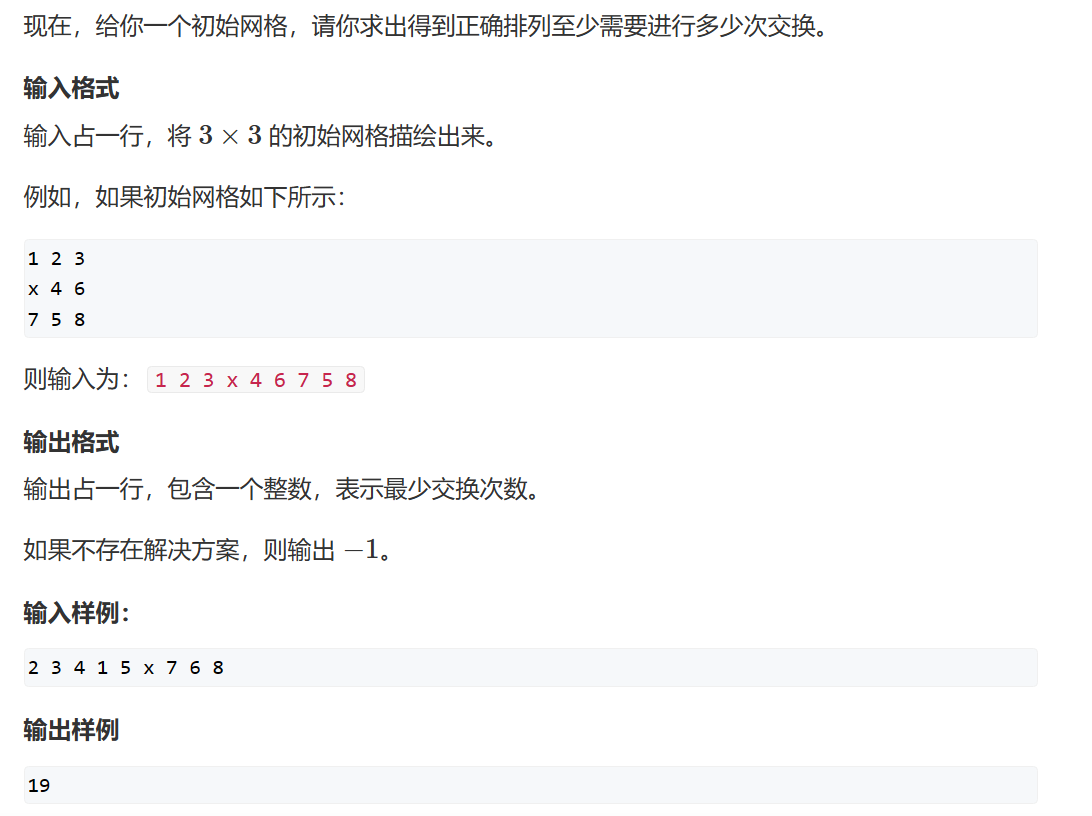 现在，给你一个初始网格，请你求出得到正确排列至少需要进行多少次交换。
输入格式
输入占一行，将 3 × 3 的初始网格描绘出来。
例如，如果初始网格如下所示：
1 2 3
x 4 6
7 5 8
则输入为： 1 2 3 x 4 6 7 5 8
输出格式
输出占一行，包含一个整数，表示最少交换次数。
如果不存在解决方案，则输出 −1。
输入样例：
2 3 4 1 5 x 7 6 8
输出样例
19